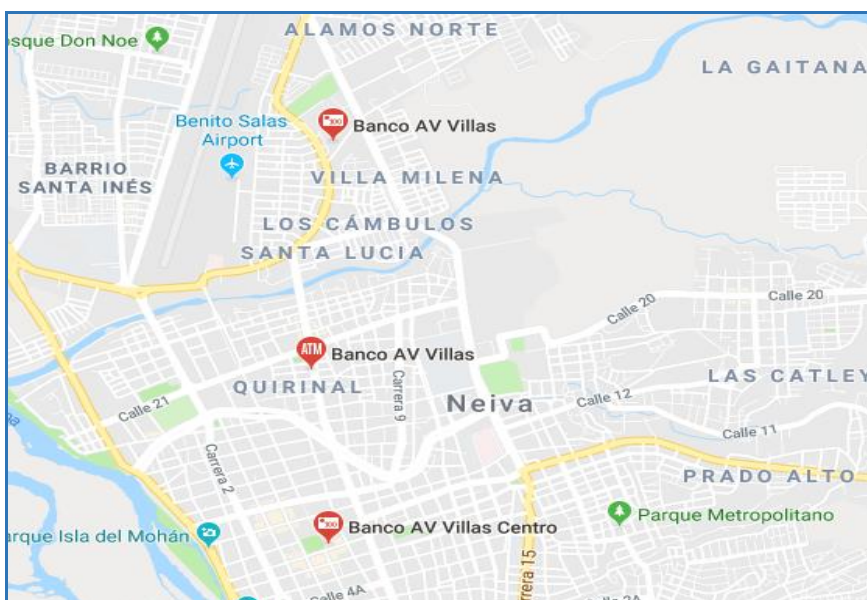 ALAMOS NORTE
osque Don Noe
LA GAITANA
Benito Salas
Airport
Banco AV Villas
BARRIO
SANTA INÉS
VILLA MILENA
LOS CÁMBULOS
SANTA LUCIA
Calle 20
Calle 20
ATM
Banco AV Villas
QUIRINAL
Carrera 9
LAS CATLEY
Calle 21
Neiva
Calle 12
Calle 11
Carrera 2
PRADO ALTO
Parque Metropolitano
Banco AV Villas Centro
arque Isla del Mohán
rrera 15
Calle 4A